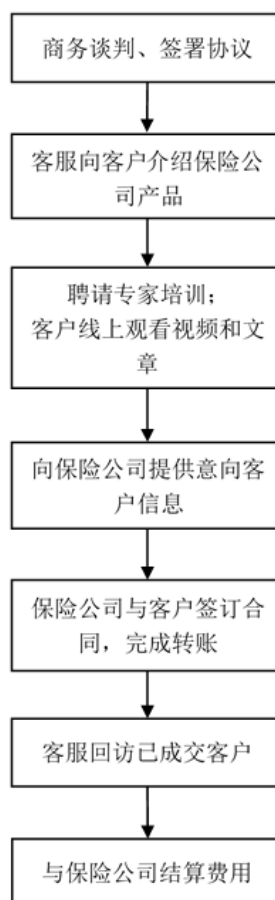 商务谈判、签署协议
客服向客户介绍保险公
司产品
聘请专家培训；
客户线上观看视频和文
章
向保险公司提供意向客
户信息
保险公司与客户签订合
同，完成转账
客服回访已成交客户
与保险公司结算费用